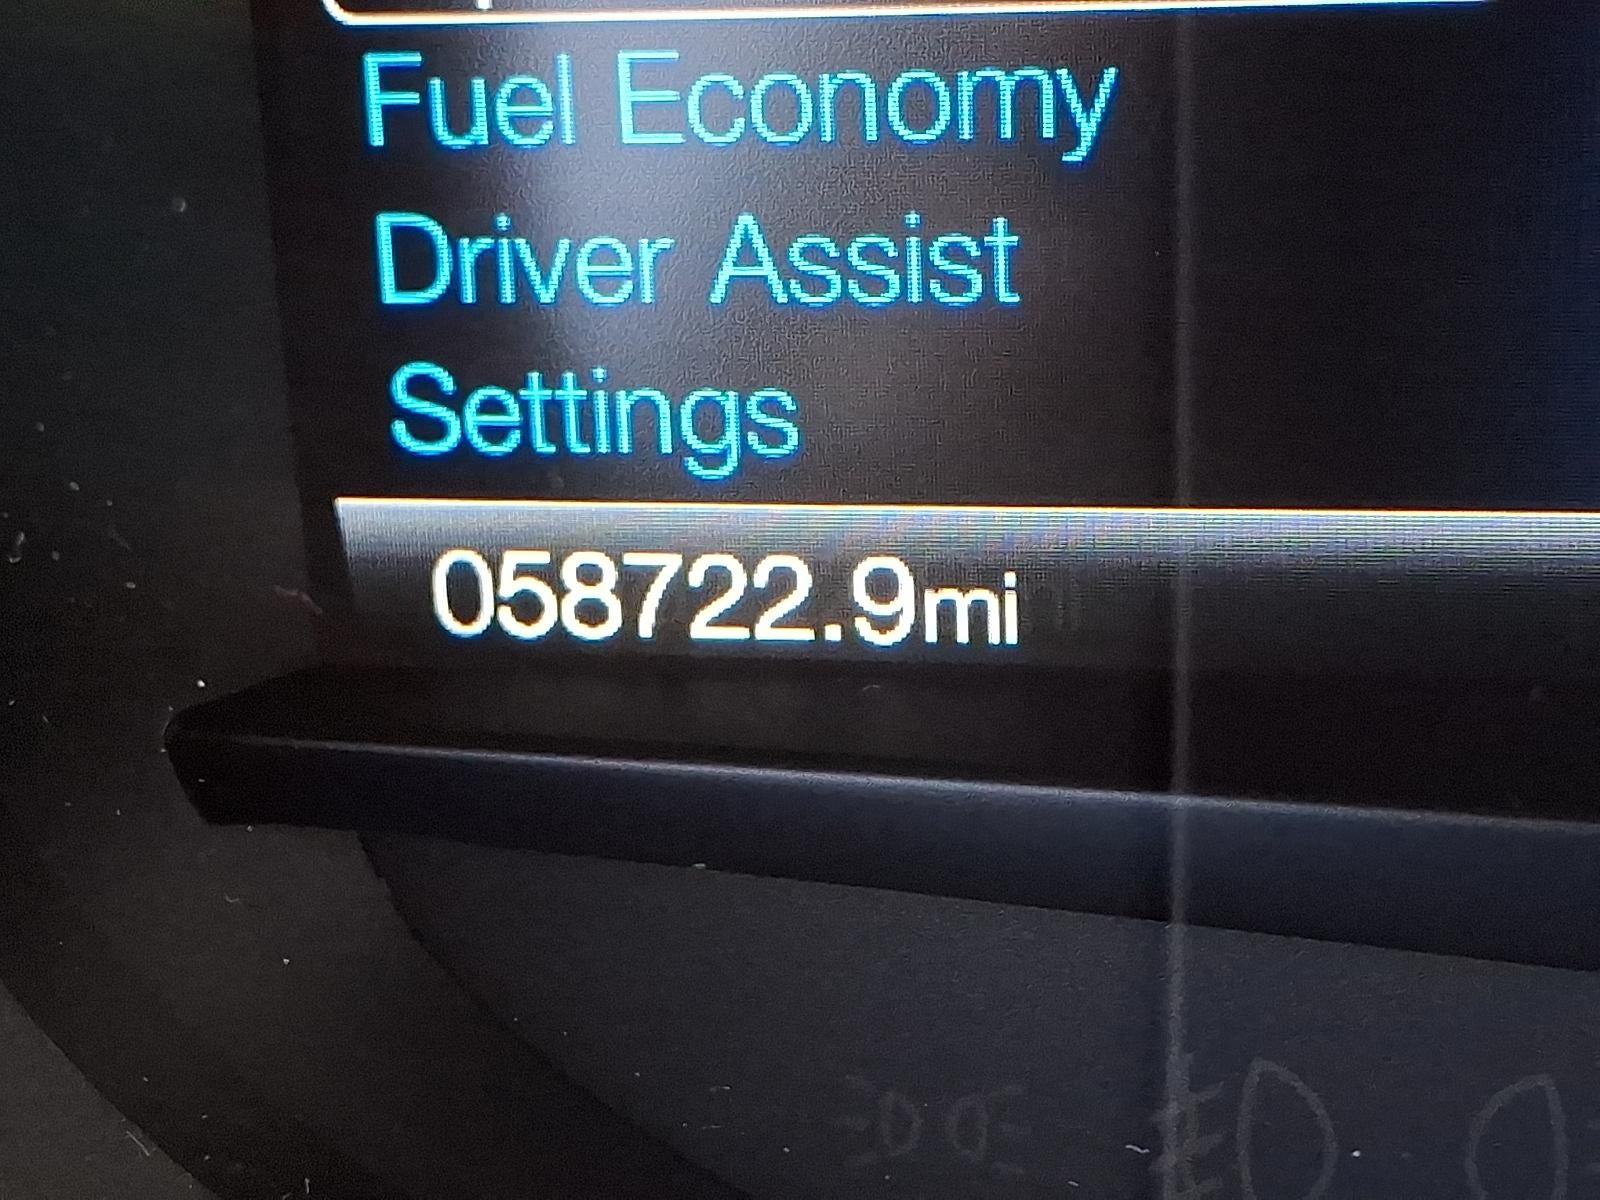 Fuel Economy
Driver Assist
Settings
058722.9mi